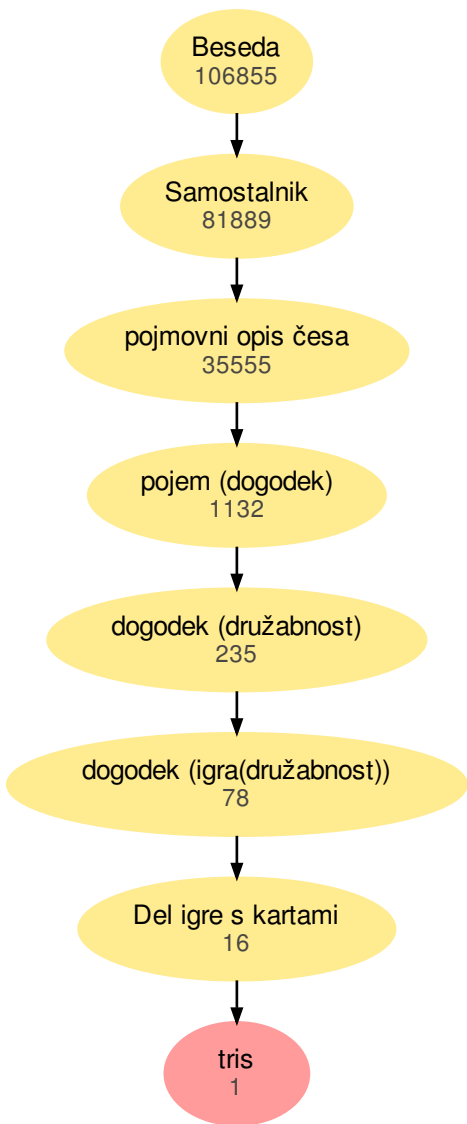 Beseda
106855
Samostalnik
81889
pojmovni opis česa
35555
pojem (dogodek)
1132
dogodek (družabnost)
235
dogodek (igra(družabnost))
78
Del igre s kartami
16
tris
1